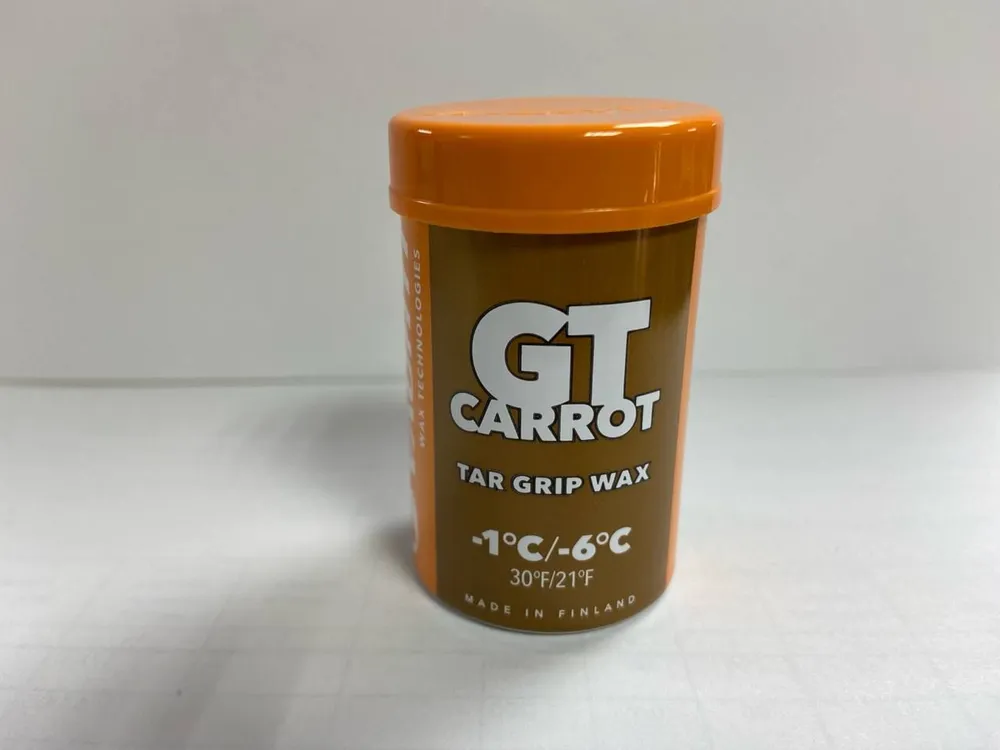 GT
CARROT
TAR GRIP WAX
-1°C/-6°C
30°F/21°F
MADE IN FINLAND
WAX TECHNOLOGIES